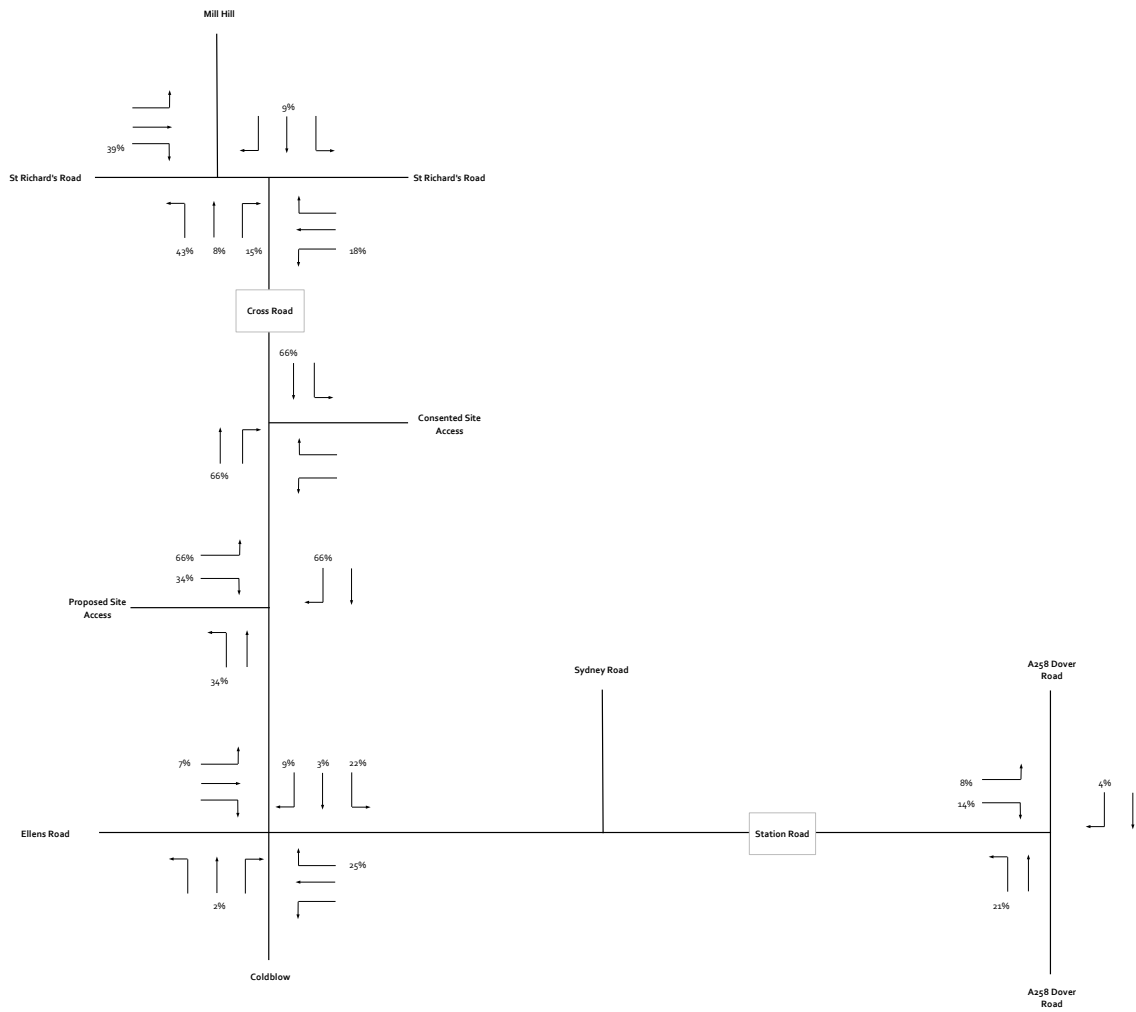 Mill Hill
9%
39%
St Richard's Road
St Richard's Road
43%
8%
15%
18%
Cross Road
66%
Consented Site
Access
66%
66%
66%
34%
Proposed Site
Access
34%
Sydney Road
A258 Dover
Road
7%
9%
3%
22%
8%
4%
14%
Ellens Road
Station Road
25%
2%
21%
Coldblow
A258 Dover
Road